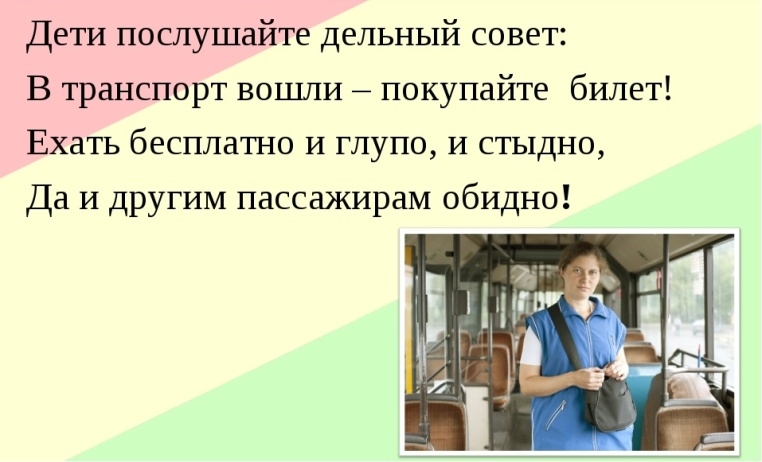 Дети послушайте дельный совет:
В транспорт вошли – покупайте  билет!
Ехать бесплатно и глупо, и стыдно,
Да и другим пассажирам обидно!